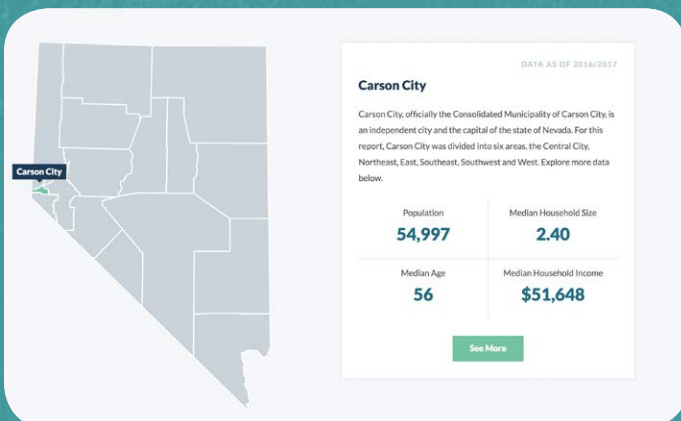 Carson City
DATA AS OF 2016/2017
Carson City
Carson City, officially the Consolidated Municipality of Carson City, is
an independent city and the capital of the state of Nevada. For this
report, Carson City was divided into six areas, the Central City,
Northeast, East, Southeast, Southwest and West. Explore more data
below.
Population
54,997
Median Household Size
2.40
Median Age
56
Median Household Income
$51,648
See More